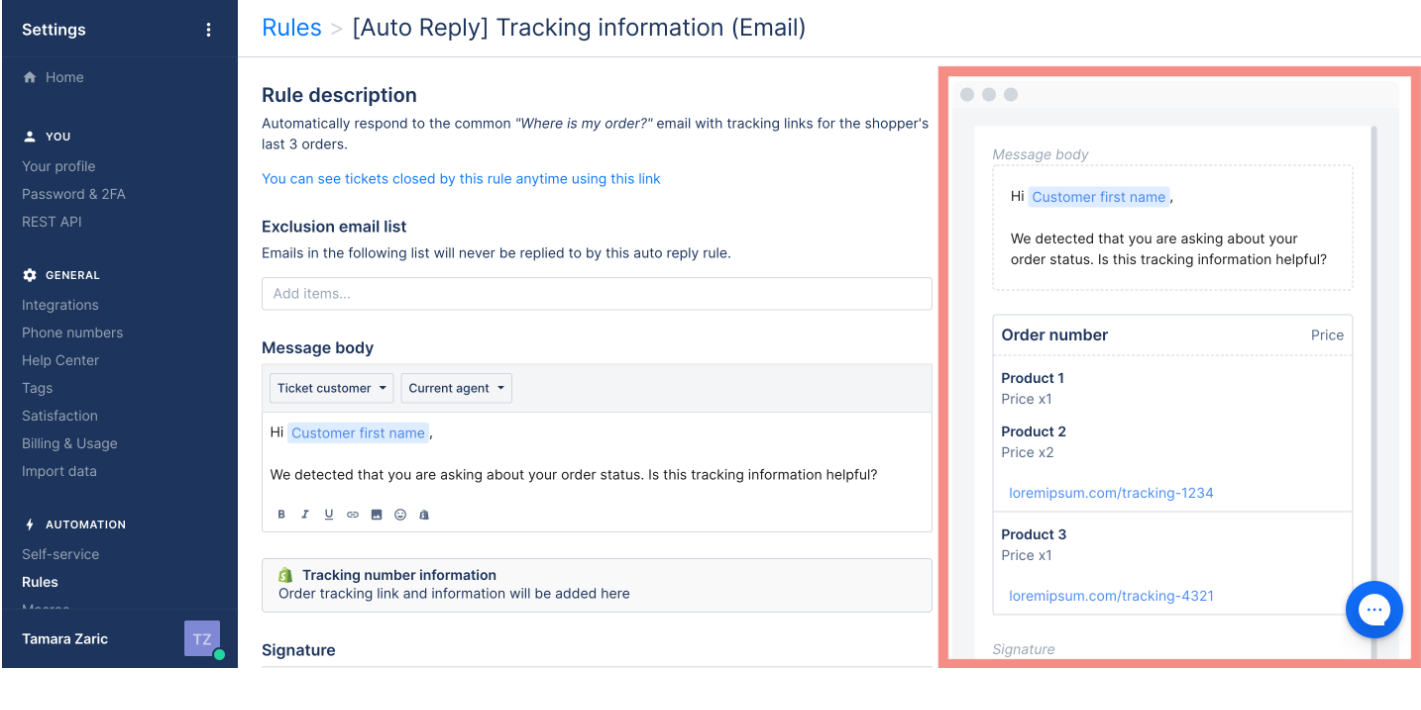 Settings
Home
YOU
Your profile
Password & 2FA
REST API
GENERAL
Integrations
Phone numbers
Help Center
Tags
Satisfaction
Billing & Usage
Import data
AUTOMATION
Self-service
Rules
Macros
Tamara Zaric
TZ
Rules > [Auto Reply] Tracking information (Email)
Rule description
Automatically respond to the common "Where is my order?" email with tracking links for the shopper's
last 3 orders.
You can see tickets closed by this rule anytime using this link
Exclusion email list
Emails in the following list will never be replied to by this auto reply rule.
Add items...
Message body
Ticket customer
Current agent
Hi Customer first name,
We detected that you are asking about your order status. Is this tracking information helpful?
B I U
Tracking number information
Order tracking link and information will be added here
Signature
Message body
Hi Customer first name,
We detected that you are asking about your
order status. Is this tracking information helpful?
Order number Price
Product 1
Price x1
Product 2
Price x2
loremipsum.com/tracking-1234
Product 3
Price x1
loremipsum.com/tracking-4321
Signature